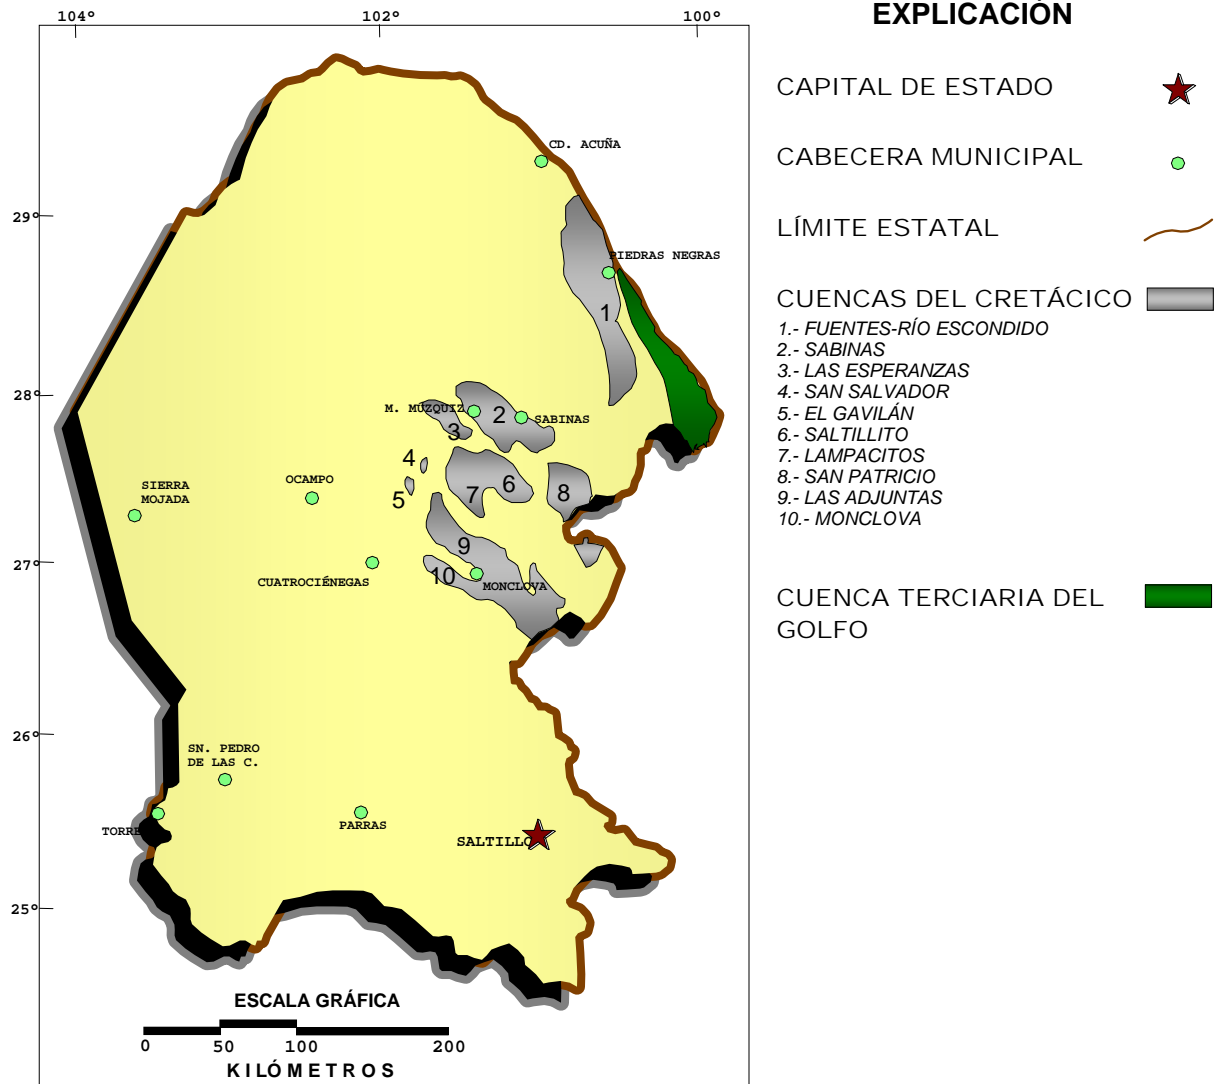 104°
102°
100°
EXPLICACIÓN
CAPITAL DE ESTADO
CABECERA MUNICIPAL
LÍMITE ESTATAL
CUENCAS DEL CRETÁCICO
1.- FUENTES-RÍO ESCONDIDO
2.- SABINAS
3.- LAS ESPERANZAS
4.- SAN SALVADOR
5.- EL GAVILÁN
6.- SALTILLITO
7.- LAMPACITOS
8.- SAN PATRICIO
9.- LAS ADJUNTAS
10.- MONCLOVA
CUENCA TERCIARIA DEL
GOLFO
29°
28°
27°
26°
25°
CD. ACUÑA
PIEDRAS NEGRAS
1
M. MÚZQUIZ
2
SABINAS
3
4
5
6
7
8
SIERRA
MOJADA
OCAMPO
9
10
CUATROCIÉNEGAS
MONCLOVA
SN. PEDRO
DE LAS C.
TORRE
PARRAS
SALTILLO
ESCALA GRÁFICA
0 50 100 200
KILÓMETROS